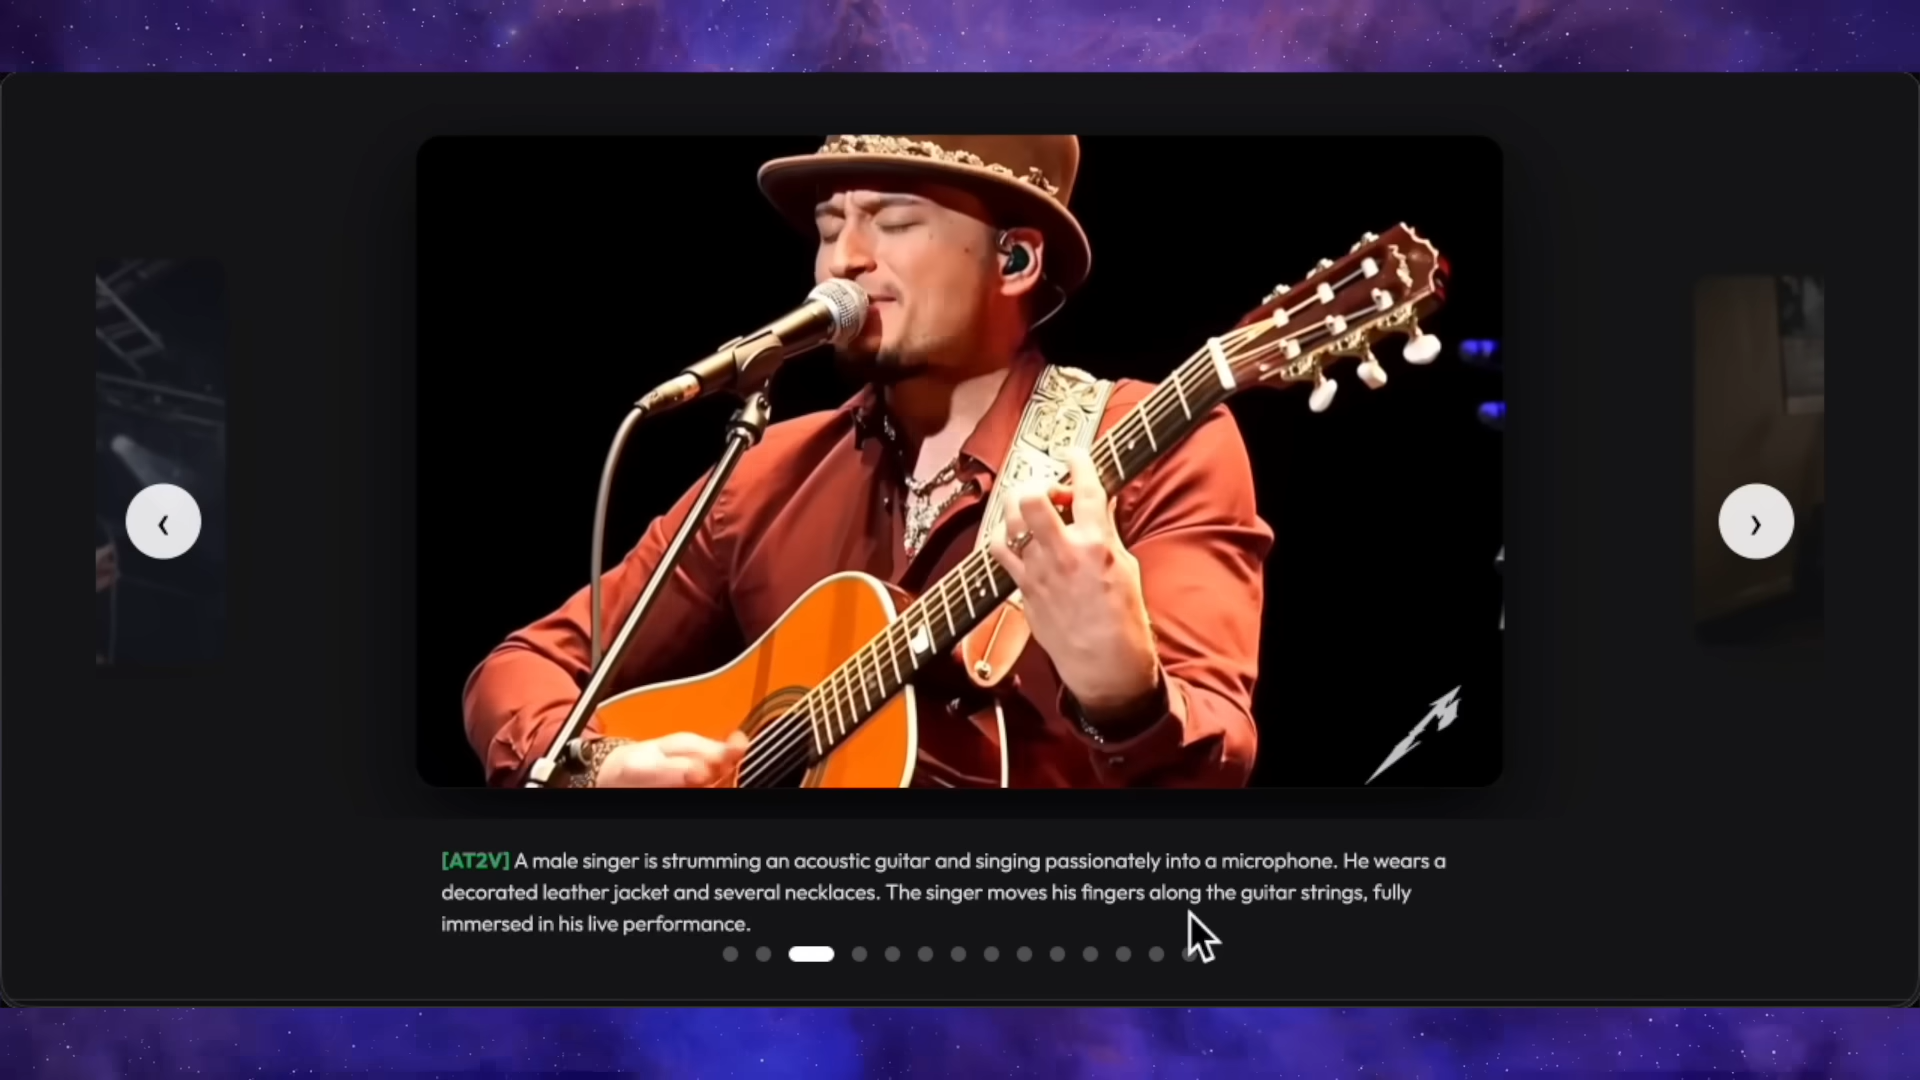 [AT2V] A male singer is strumming an acoustic guitar and singing passionately into a microphone. He wears a
decorated leather jacket and several necklaces. The singer moves his fingers along the guitar strings, fully
immersed in his live performance.